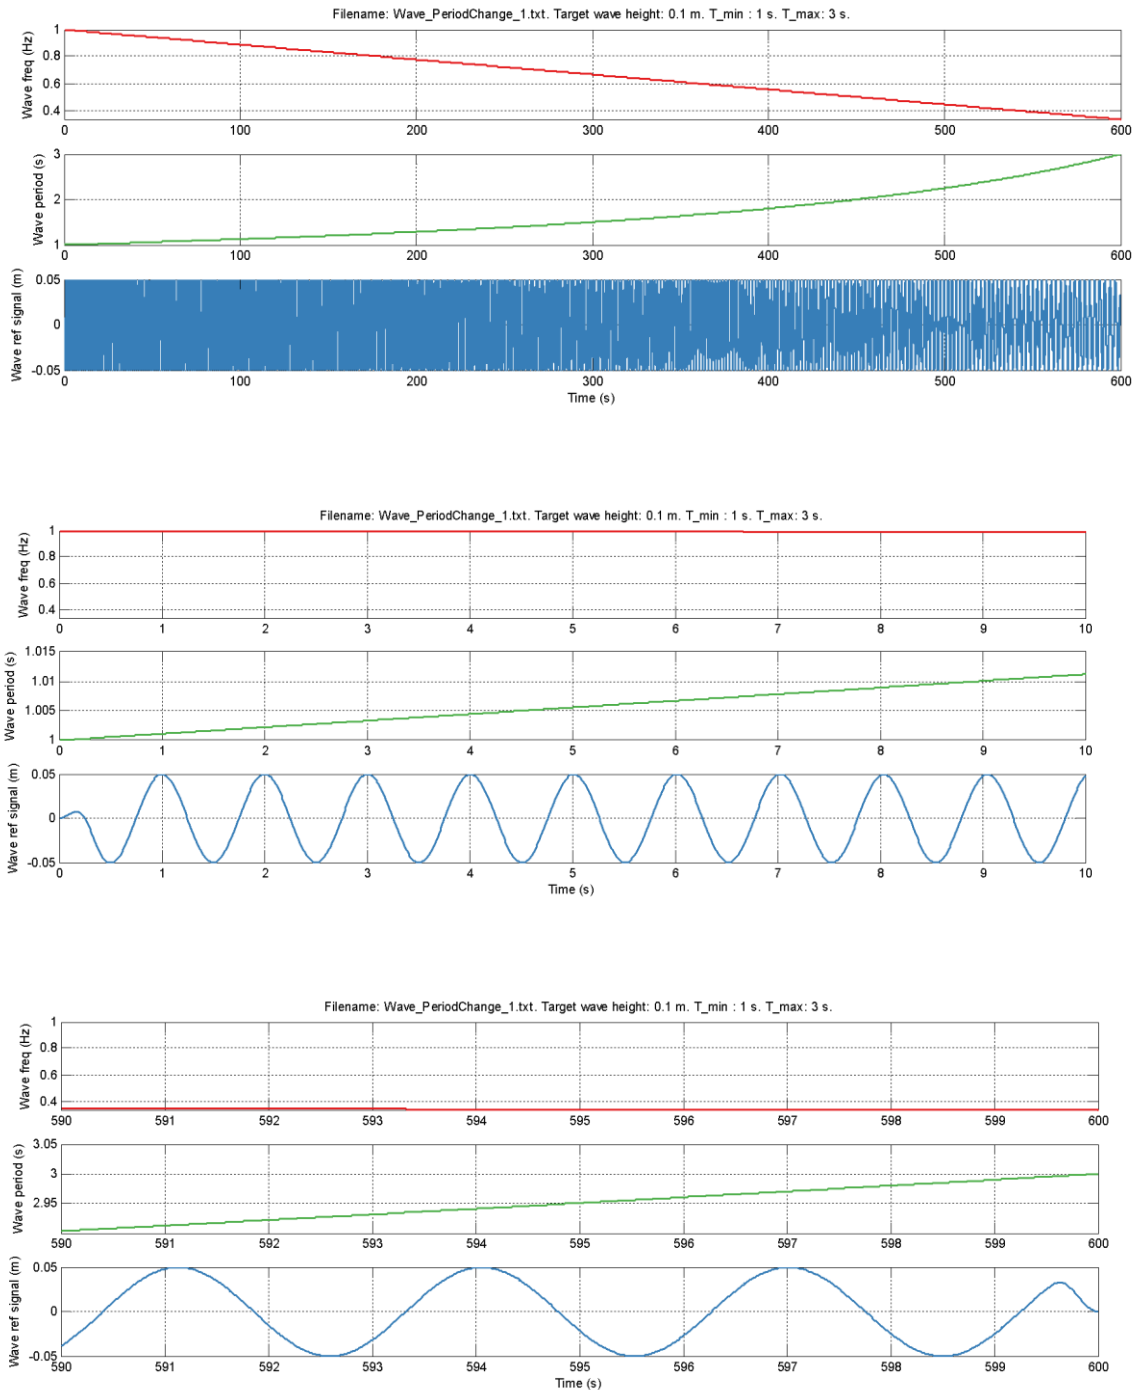 Filename: Wave_PeriodChange_1.txt. Target wave height: 0.1 m. T_min : 1 s. T_max: 3 s.
Wave freq (Hz)
1
0.8
0.6
0.4
0 100 200 300 400 500 600
Wave period (s)
3
2
1
0 100 200 300 400 500 600
Wave ref signal (m)
0.05
0
-0.05
0 100 200 300 400 500 600
Time (s)
Filename: Wave_PeriodChange_1.txt. Target wave height: 0.1 m. T_min : 1 s. T_max: 3 s.
Wave freq (Hz)
1
0.8
0.6
0.4
0 1 2 3 4 5 6 7 8 9 10
Wave period (s)
1.015
1.01
1.005
1
0 1 2 3 4 5 6 7 8 9 10
Wave ref signal (m)
0.05
0
-0.05
0 1 2 3 4 5 6 7 8 9 10
Time (s)
Filename: Wave_PeriodChange_1.txt. Target wave height: 0.1 m. T_min : 1 s. T_max: 3 s.
Wave freq (Hz)
1
0.8
0.6
0.4
590 591 592 593 594 595 596 597 598 599 600
Wave period (s)
3.05
3
2.95
590 591 592 593 594 595 596 597 598 599 600
Wave ref signal (m)
0.05
0
-0.05
590 591 592 593 594 595 596 597 598 599 600
Time (s)